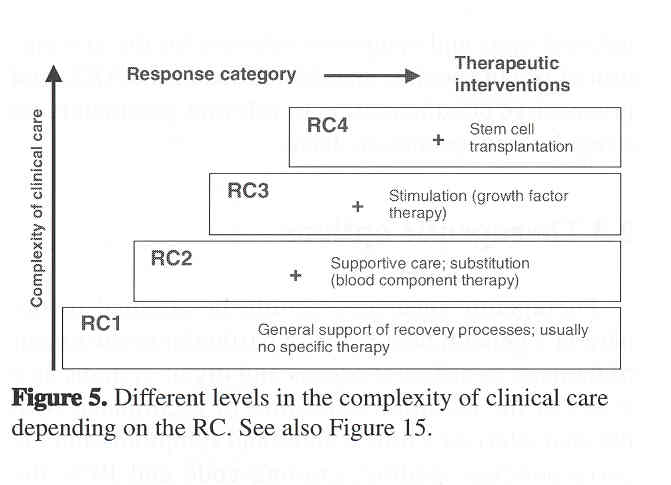 Response category
Therapeutic
interventions
Complexity of clinical care
RC4
+
Stem cell
transplantation
RC3
+
Stimulation (growth factor
therapy)
RC2
+
Supportive care; substitution
(blood component therapy)
RC1
General support of recovery processes; usually
no specific therapy
Figure 5. Different levels in the complexity of clinical care
depending on the RC. See also Figure 15.